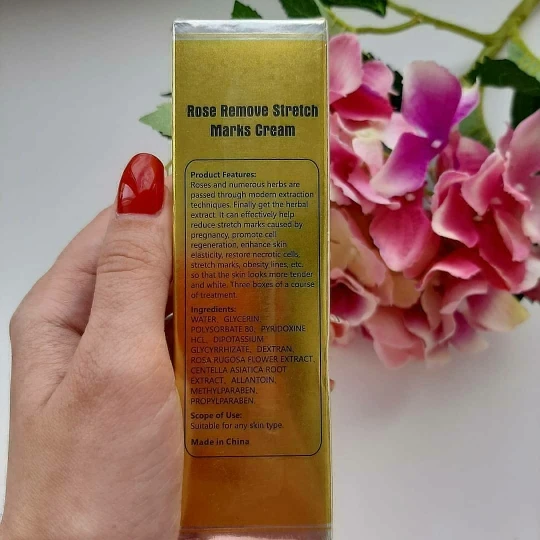 Rose Remove Stretch
Marks Cream
Product Features:
Roses and numerous herbs are
passed through modern extraction
techniques. Finally get the herbal
extract. it can effectively help
reduce stretch marks caused by
pregnancy, promote cell
regeneration, enhance skin
elasticity, restore necrotic cells,
stretch marks, obesity lines, etc.
so that the skin looks more tender
and white. Three boxes of a course
of treatment.
Ingredients:
WATER, GLYCERIN,
POLYSORBATE 80, PYRIDOXINE
HCL, DIPOTASSIUM
GLYCYRRHIZATE, DEXTRAN,
ROSA RUGOSA FLOWER EXTRACT,
CENTELLA ASIATICA ROOT
EXTRACT, ALLANTOIN,
METHYLPARABEN,
PROPYLPARABEN.
Scope of Use:
Suitable for any skin type.
Made in China